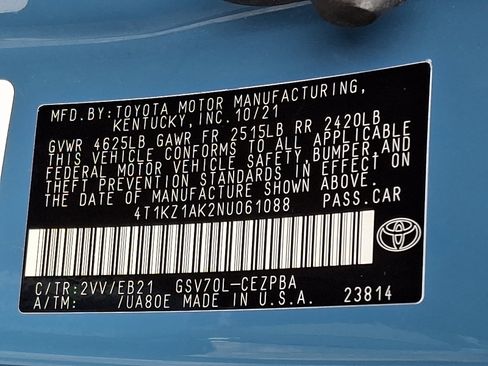 MFD.BY:TOYOTA MOTOR MANUFACTURING,
KENTUCKY, INC.10/21
GVWR 4625LB GAWR FR 2515LB RR 2420LB
THIS VEHICLE CONFORMS TO ALL APPLICABLE
FEDERAL MOTOR VEHICLE SAFETY,BUMPER,AND
THEFT PREVENTION STANDARDS IN EFFECT ON
THE DATE OF MANUFACTURE SHOWN ABOVE.
4T1KZ1AK2NU061088 PASS.CAR
C/TR:2VV/EB21 GSV70L-CEZPBA
A/TM: /UA80E MADE IN U.S.A. 23814